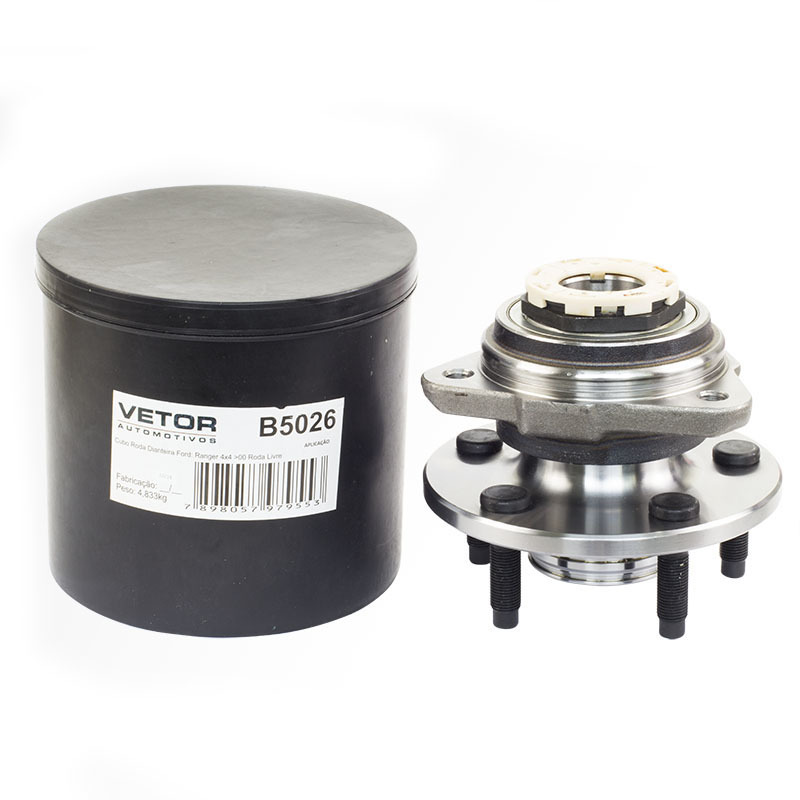 VETOR
AUTOMOTIVOS
B5026
APLICAÇÃO
Cubo Roda Dianteira Ford: Ranger 4x4 >00 Roda Livre
Fabricação: __/__
Peso: 4,833kg
7 898057 979553